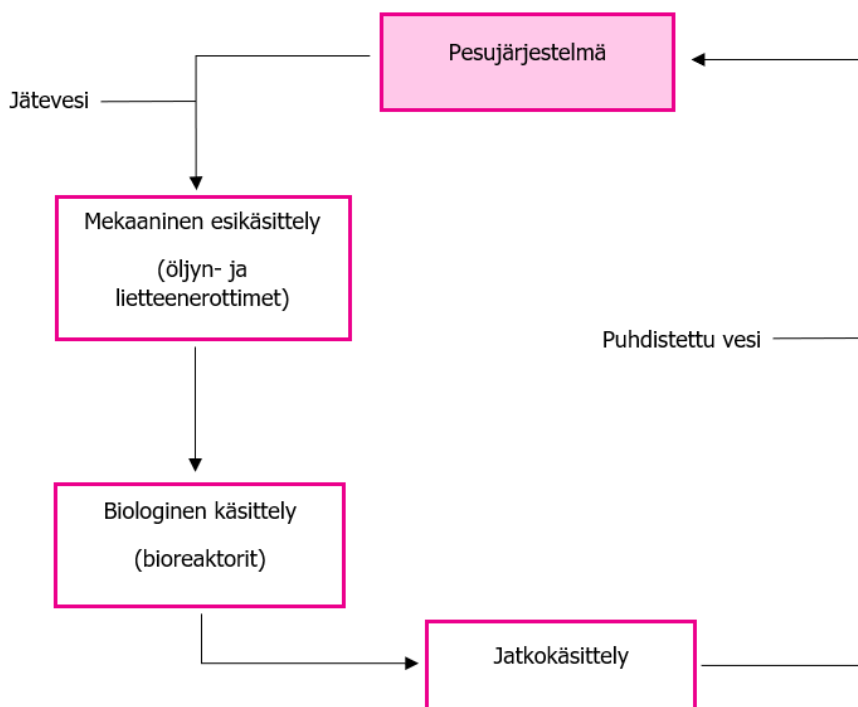 Pesujärjestelmä
Jätevesi
Mekaaninen esikäsittely
(öljyn- ja
lietteenerottimet)
Puhdistettu vesi
Biologinen käsittely
(bioreaktorit)
Jatkokäsittely